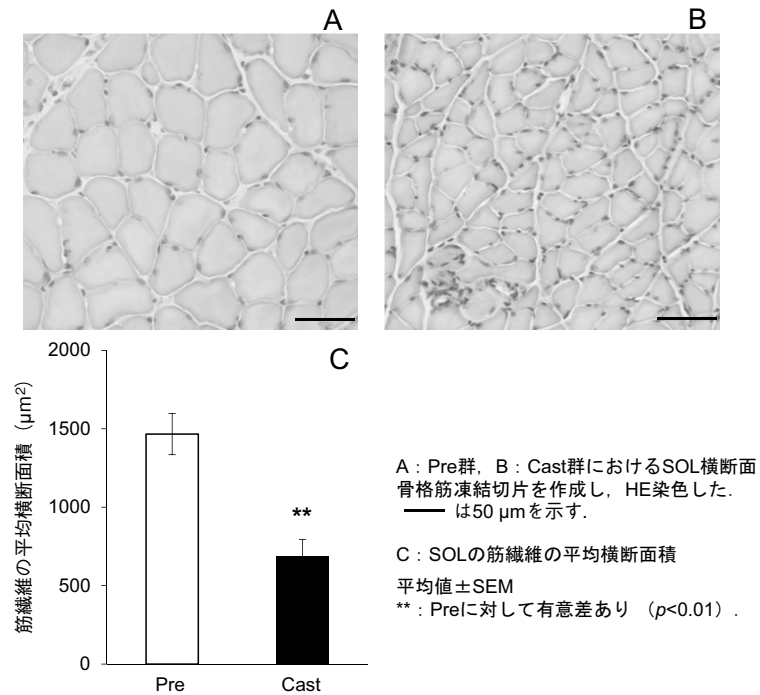 A
B
C
筋繊維の平均横断面積（μm²）
2000
1500
1000
500
0
**
Pre
Cast
A：Pre群，B：Cast群におけるSOL横断面
骨格筋凍結切片を作成し，HE染色した．
は50 μmを示す．
C：SOLの筋繊維の平均横断面積
平均値±SEM
**：Preに対して有意差あり （p<0.01）.